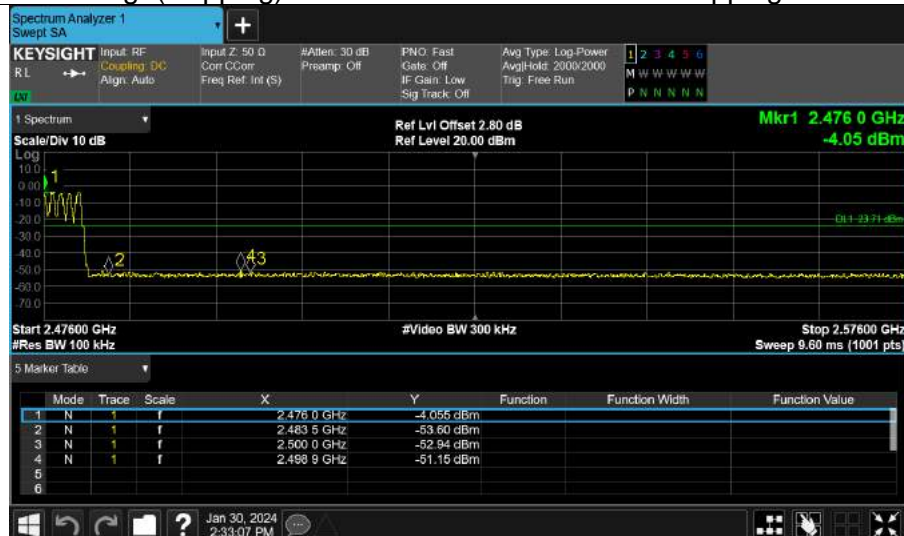 Spectrum Analyzer 1
Swept SA
+
KEYSIGHT Input: RF Input Z: 50 Ω #Atten: 30 dB PNO: Fast Avg Type: Log-Power 1 2 3 4 5 6
RL Coupling: DC Corr CCorr Preamp: Off Gate: Off Avg|Hold: 2000/2000 M W W W W W
Align: Auto Freq Ref: Int (S) IF Gain: Low Trig: Free Run
LXI Sig Track: Off P N N N N N
1 Spectrum Ref Lvl Offset 2.80 dB Mkr1 2.476 0 GHz
Scale/Div 10 dB Ref Level 20.00 dBm -4.05 dBm
Log
10.0
0.00 1
-10.0
-20.0 DL1 -23.71 dBm
-30.0
-40.0 2 43
-50.0
-60.0
-70.0
Start 2.47600 GHz #Video BW 300 kHz Stop 2.57600 GHz
#Res BW 100 kHz Sweep 9.60 ms (1001 pts)
5 Marker Table
Mode Trace Scale X Y Function Function Width Function Value
1 N 1 f 2.476 0 GHz -4.055 dBm
2 N 1 f 2.483 5 GHz -53.60 dBm
3 N 1 f 2.500 0 GHz -52.94 dBm
4 N 1 f 2.498 9 GHz -51.15 dBm
5
6
? Jan 30, 2024
2:33:07 PM